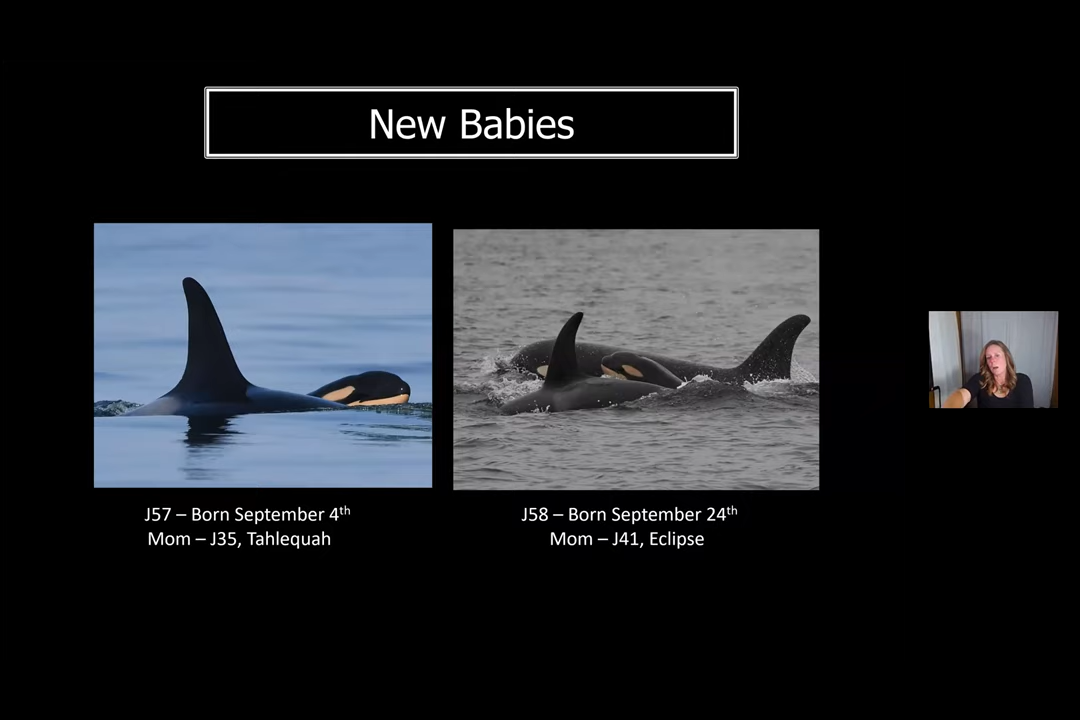 New Babies
J57 – Born September 4th
Mom – J35, Tahlequah
J58 – Born September 24th
Mom – J41, Eclipse